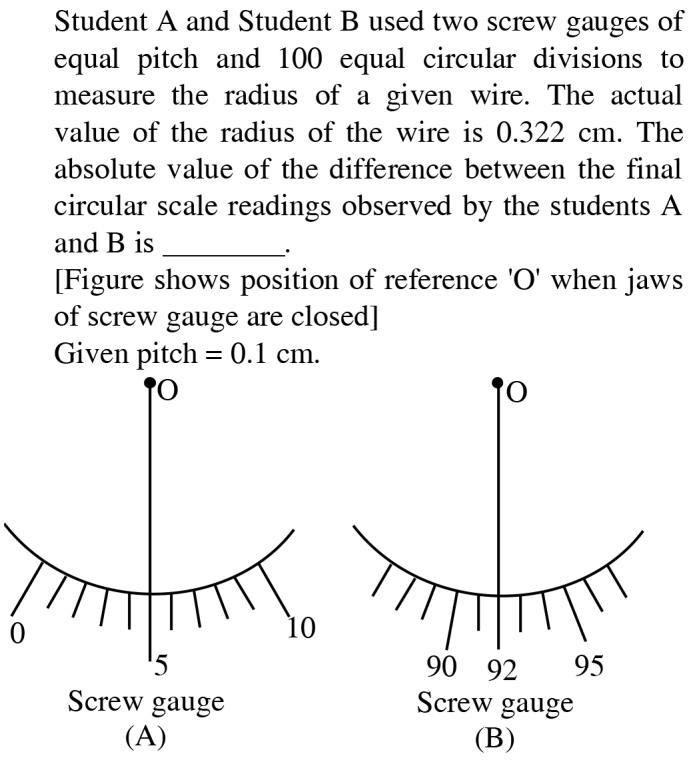 Student A and Student B used two screw gauges of
equal pitch and 100 equal circular divisions to
measure the radius of a given wire. The actual
value of the radius of the wire is 0.322 cm. The
absolute value of the difference between the final
circular scale readings observed by the students A
and B is ________.
[Figure shows position of reference 'O' when jaws
of screw gauge are closed]
Given pitch = 0.1 cm.
O
0
5
10
Screw gauge
(A)
O
90 92 95
Screw gauge
(B)